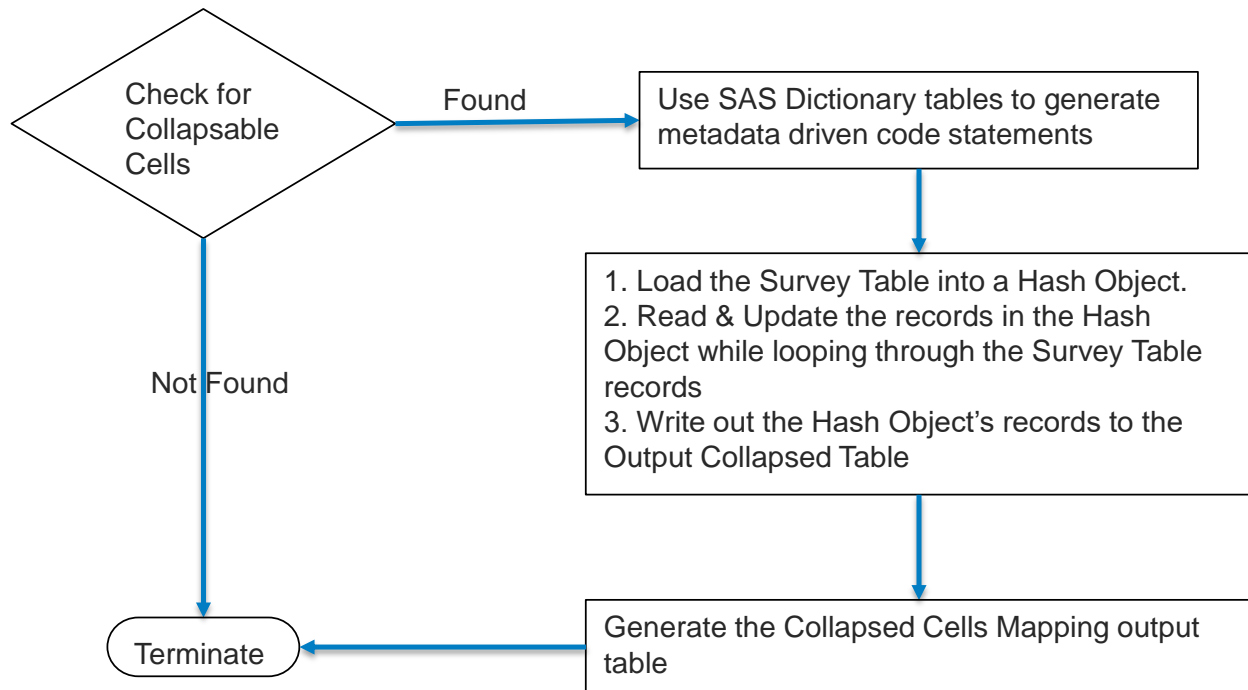 Check for
Collapsable
Cells
Found
Use SAS Dictionary tables to generate
metadata driven code statements
1. Load the Survey Table into a Hash Object.
2. Read & Update the records in the Hash
Object while looping through the Survey Table
records
3. Write out the Hash Object’s records to the
Output Collapsed Table
Not Found
Generate the Collapsed Cells Mapping output
table
Terminate